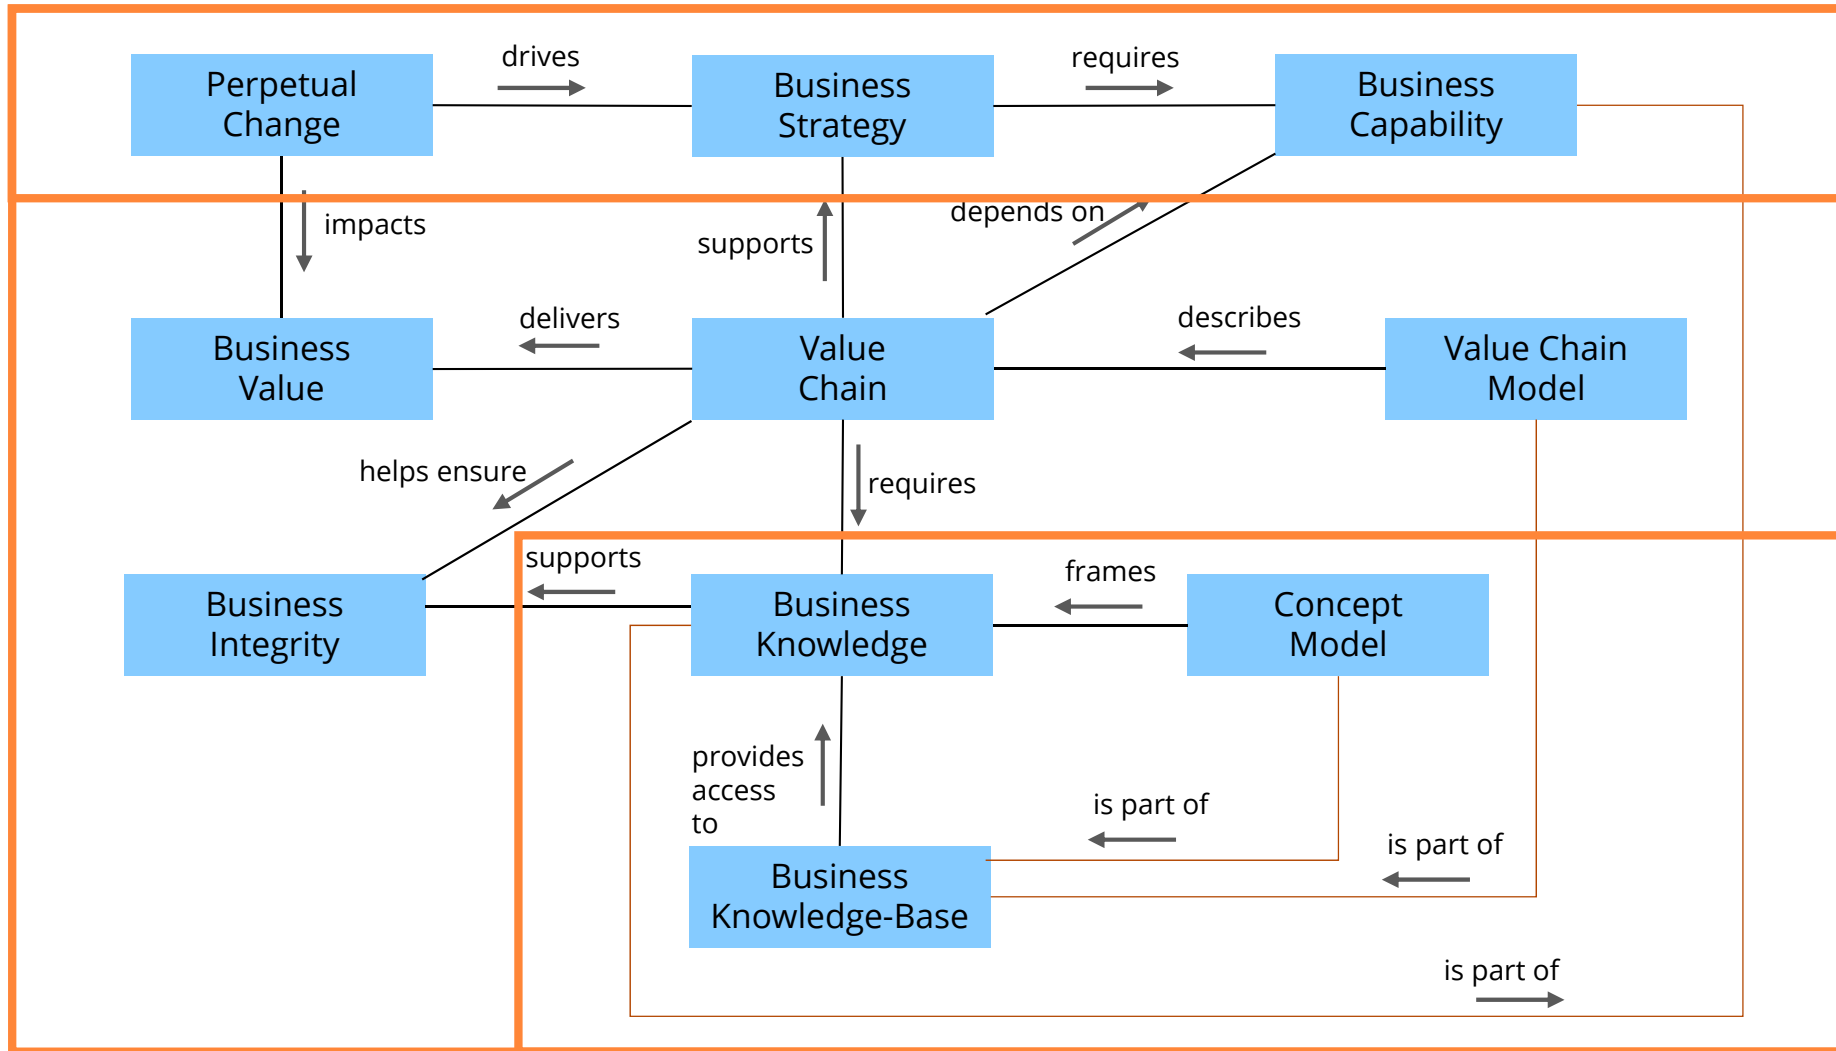 drives
requires
Perpetual
Change
Business
Strategy
Business
Capability
impacts
supports
depends on
delivers
describes
Business
Value
Value
Chain
Value Chain
Model
helps ensure
requires
supports
frames
Business
Integrity
Business
Knowledge
Concept
Model
provides
access
to
is part of
is part of
Business
Knowledge-Base
is part of